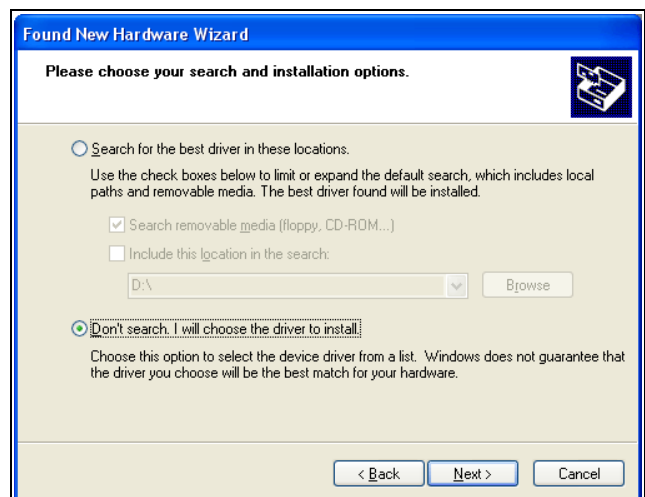 Found New Hardware Wizard
Please choose your search and installation options.
Search for the best driver in these locations.
Use the check boxes below to limit or expand the default search, which includes local
paths and removable media. The best driver found will be installed.
Search removable media (floppy, CD-ROM...)
Include this location in the search:
D:\
Browse
Don't search. I will choose the driver to install.
Choose this option to select the device driver from a list. Windows does not guarantee that
the driver you choose will be the best match for your hardware.
< Back
Next >
Cancel